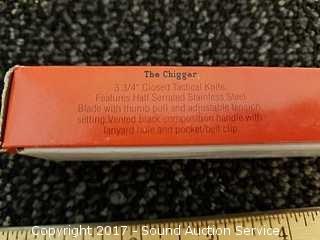 The Chigger
3 3/4" Closed Tactical Knife.
Features Half Serrated Stainless Steel
Blade with thumb pull and adjustable tension
setting.Vented black composition handle with
lanyard hole and pocket/belt clip.
Copyright 2017 - Sound Auction Service